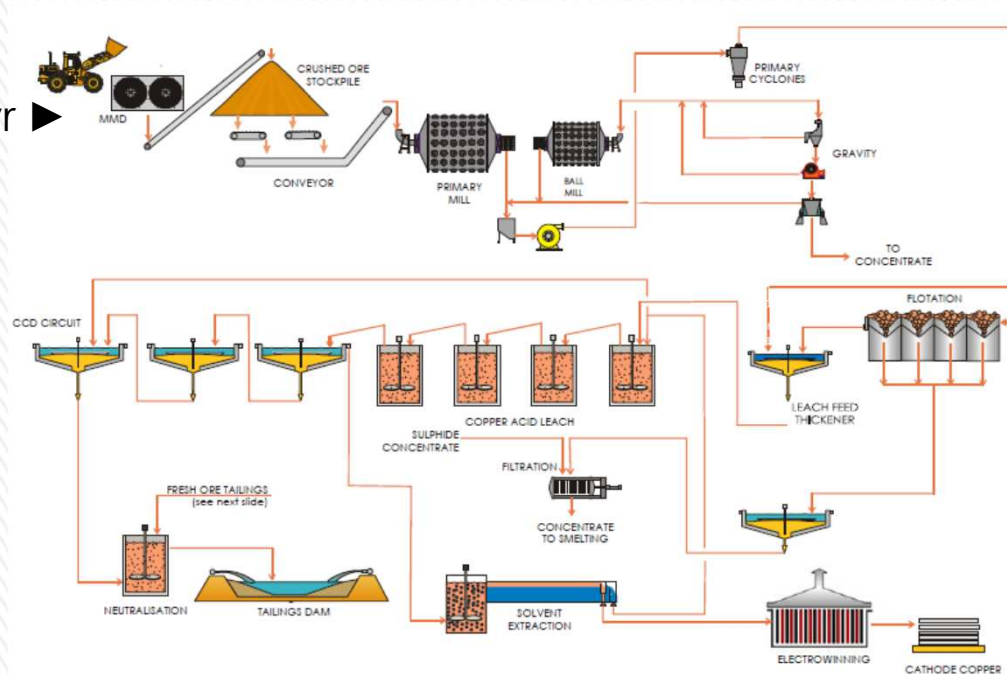 yr ►
MMD
CRUSHED ORE
STOCKPILE
CONVEYOR
PRIMARY
MILL
BALL
MILL
PRIMARY
CYCLONES
GRAVITY
TO
CONCENTRATE
CCD CIRCUIT
FLOTATION
COPPER ACID LEACH
LEACH FEED
THICKENER
SULPHIDE
CONCENTRATE
FILTRATION
CONCENTRATE
TO SMELTING
FRESH ORE TAILINGS
(see next slide)
NEUTRALISATION
TAILINGS DAM
SOLVENT
EXTRACTION
ELECTROWINNING
CATHODE COPPER